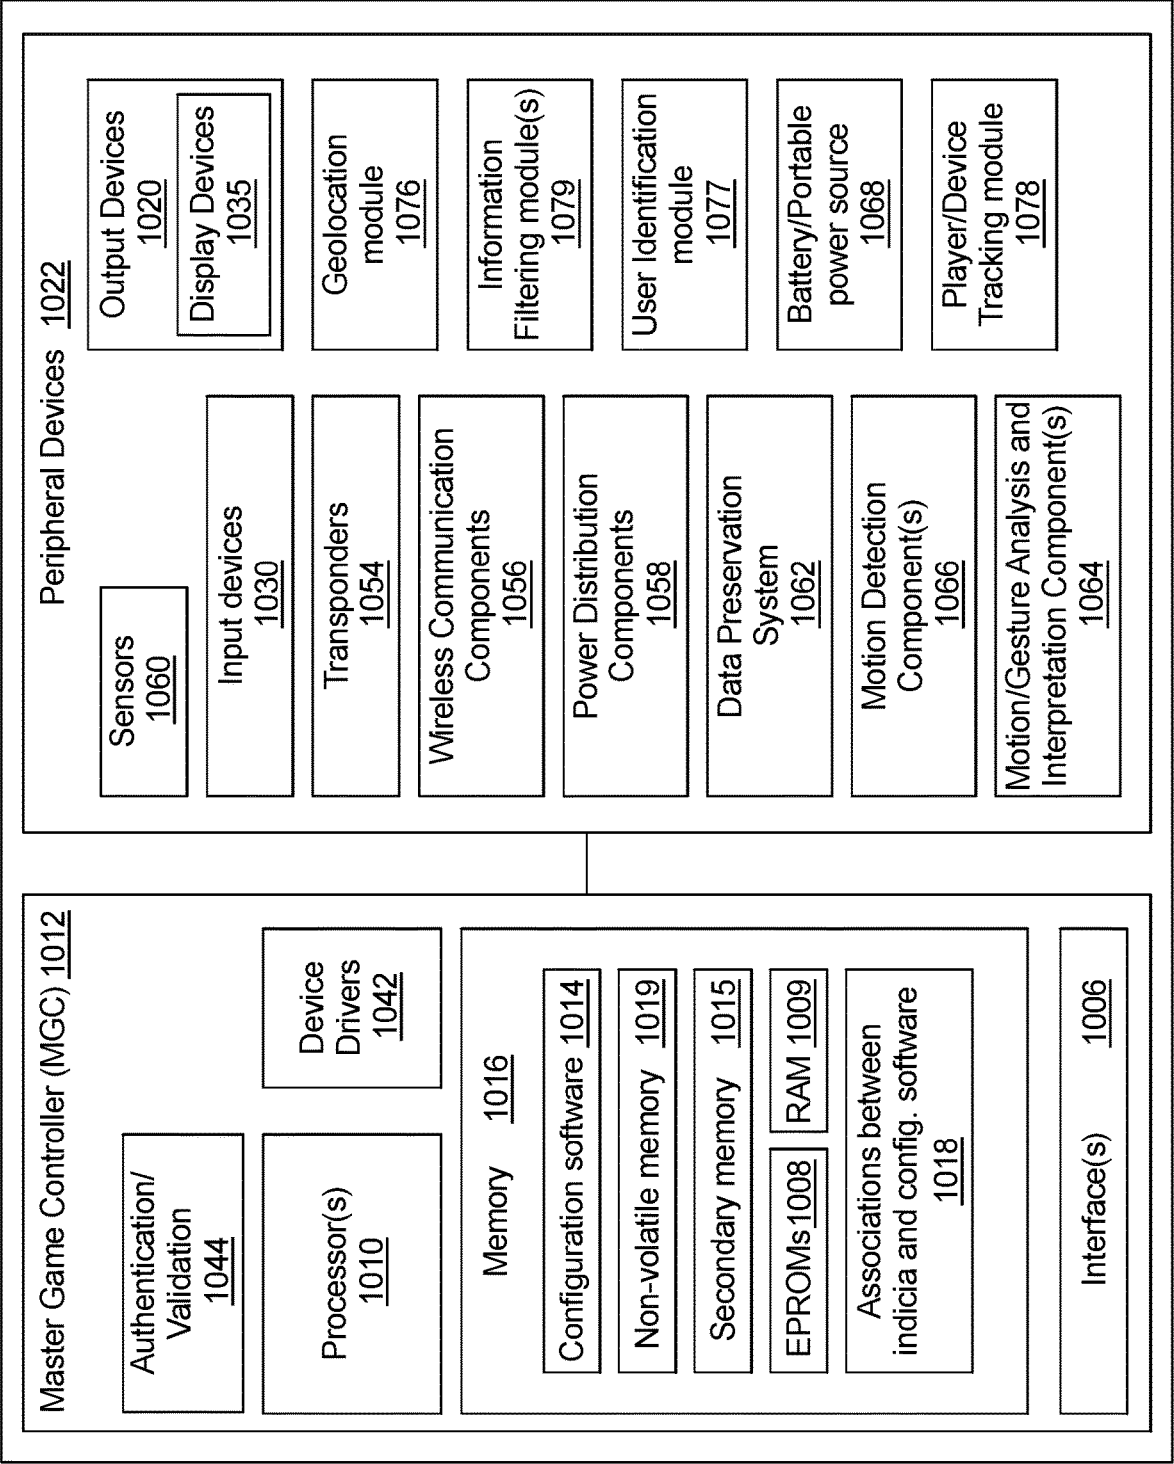 Master Game Controller (MGC) 1012
Authentication/
Validation
1044
Processor(s)
1010
Device
Drivers
1042
Memory 1016
Configuration software 1014
Non-volatile memory 1019
Secondary memory 1015
EPROMs1008
RAM 1009
Associations between
indicia and config. software
1018
Interface(s) 1006
Peripheral Devices 1022
Sensors
1060
Input devices
1030
Transponders
1054
Wireless Communication
Components
1056
Power Distribution
Components
1058
Data Preservation
System
1062
Motion Detection
Component(s)
1066
Motion/Gesture Analysis and
Interpretation Component(s)
1064
Output Devices
1020
Display Devices
1035
Geolocation
module
1076
Information
Filtering module(s)
1079
User Identification
module
1077
Battery/Portable
power source
1068
Player/Device
Tracking module
1078